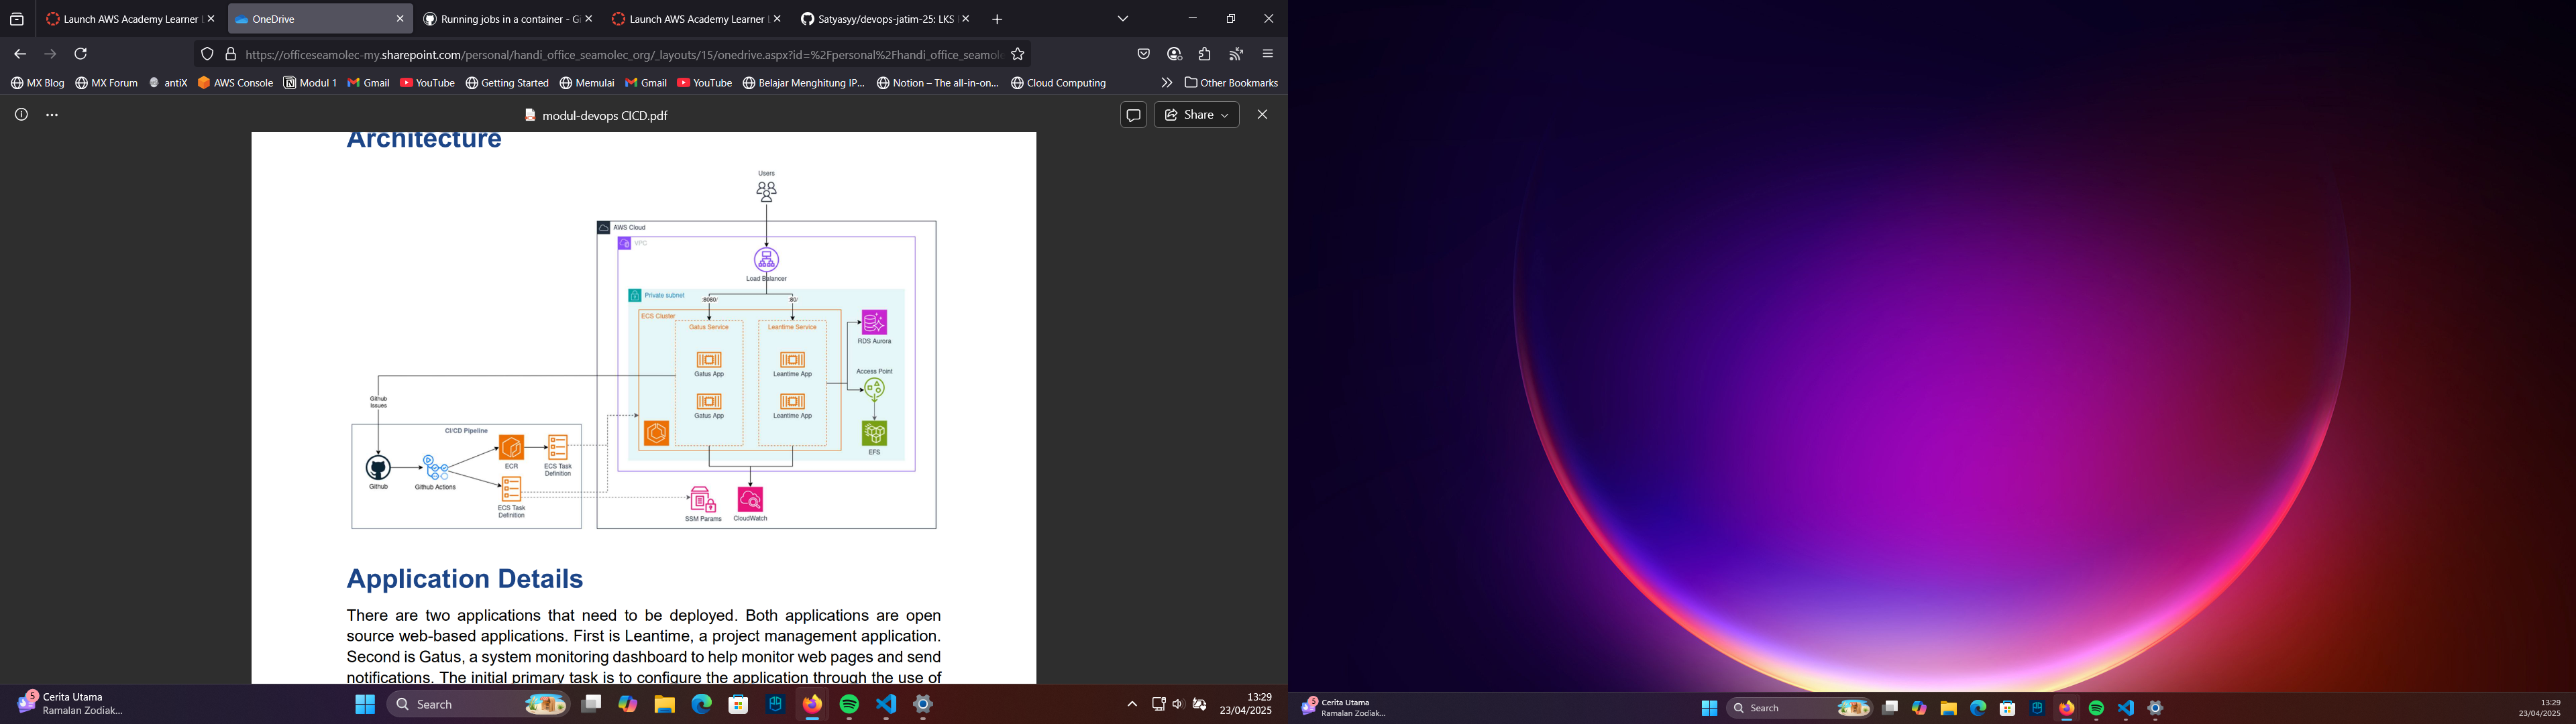 Launch AWS Academy Learner L
OneDrive
Running jobs in a container - Gi
Launch AWS Academy Learner L
Satyasyy/devops-jatim-25: LKS
https://officeseamolec-my.sharepoint.com/personal/handi_office_seamolec_org/_layouts/15/onedrive.aspx?id=%2Fpersonal%2Fhandi_office_seamole
MX Blog
MX Forum
antiX
AWS Console
Modul 1
Gmail
YouTube
Getting Started
Memulai
Gmail
YouTube
Belajar Menghitung IP...
Notion – The all-in-on...
Cloud Computing
Other Bookmarks
modul-devops CICD.pdf
Share
Architecture
Users
AWS Cloud
VPC
Load Balancer
Private subnet
:8080/
:80/
ECS Cluster
Gatus Service
Leantime Service
RDS Aurora
Gatus App
Leantime App
Access Point
Github
Issues
Gatus App
Leantime App
CI/CD Pipeline
EFS
ECR
ECS Task
Definition
Github
Github Actions
ECS Task
Definition
SSM Params
CloudWatch
Application Details
There are two applications that need to be deployed. Both applications are open
source web-based applications. First is Leantime, a project management application.
Second is Gatus, a system monitoring dashboard to help monitor web pages and send
notifications. The initial primary task is to configure the application through the use of
5
Cerita Utama
Ramalan Zodiak...
Search
13:29
23/04/2025
5
Cerita Utama
Ramalan Zodiak...
Search
13:29
23/04/2025